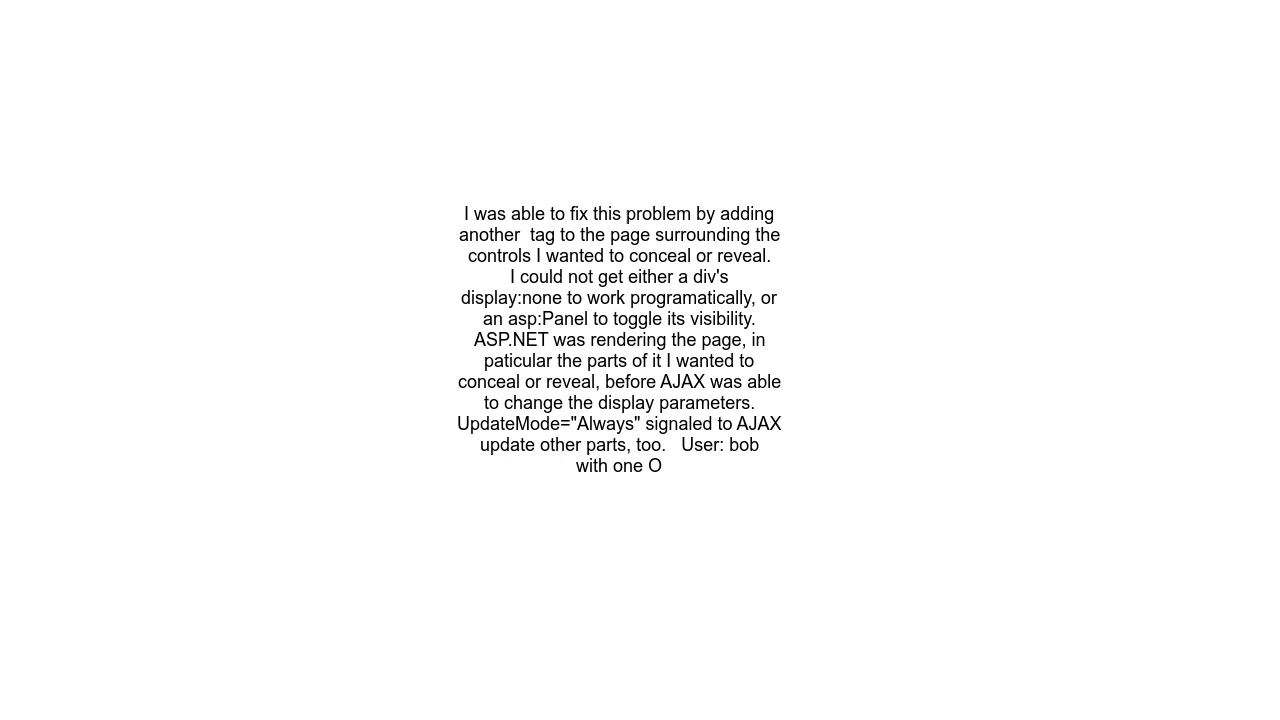 I was able to fix this problem by adding
another  tag to the page surrounding the
controls I wanted to conceal or reveal.
I could not get either a div's
display:none to work programatically, or
an asp:Panel to toggle its visibility.
ASP.NET was rendering the page, in
paticular the parts of it I wanted to
conceal or reveal, before AJAX was able
to change the display parameters.
UpdateMode="Always" signaled to AJAX
update other parts, too.   User: bob
with one O